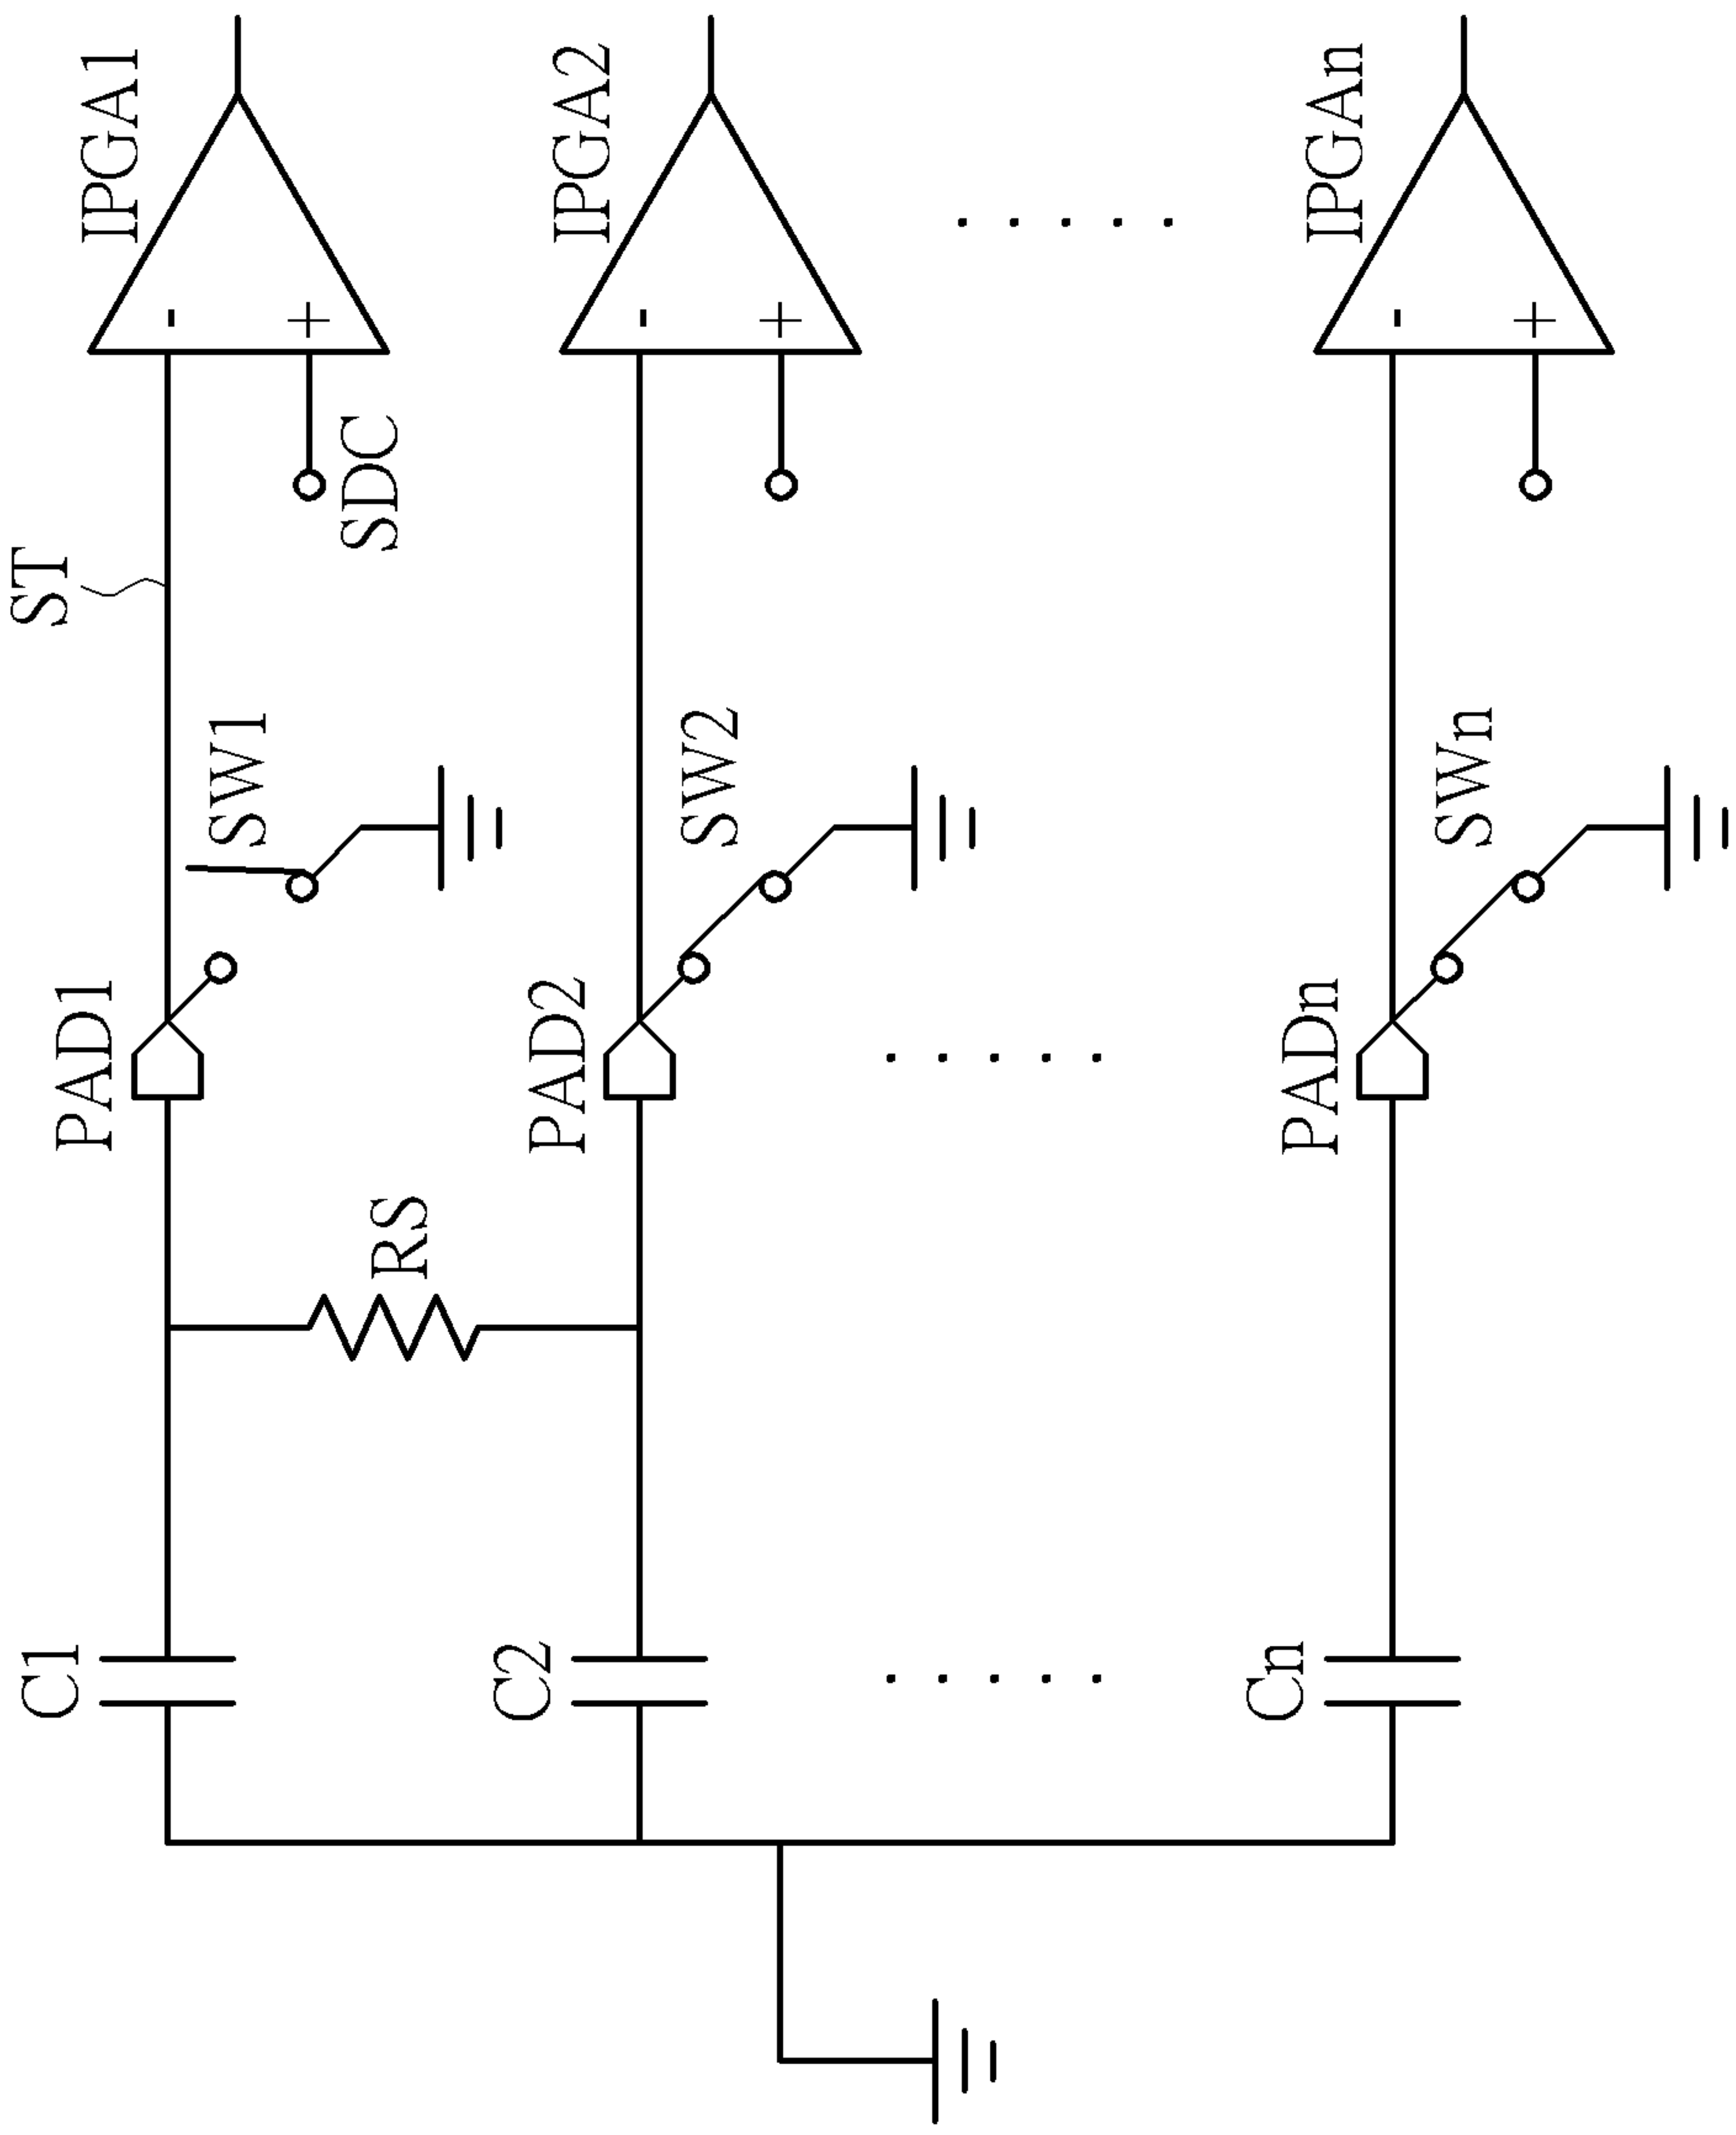 IPGA1
IPGA2
IPGAn
-
+
-
+
-
+
SDC
ST
SW1
SW2
SWn
PAD1
PAD2
PADn
RS
C1
C2
Cn